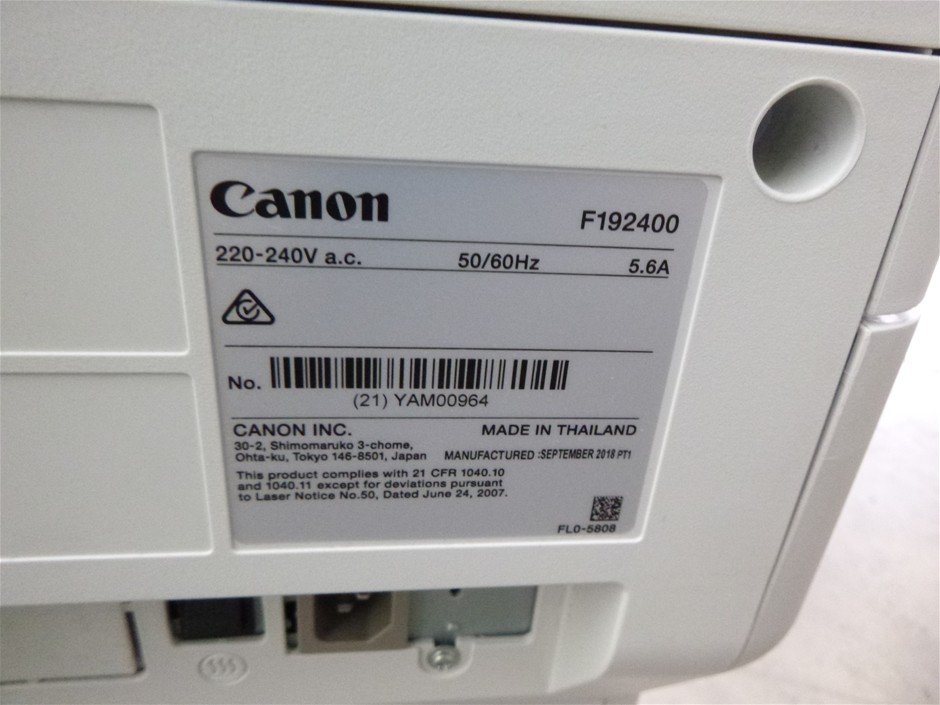 Canon
F192400
220-240V a.c. 50/60Hz 5.6A
No.
(21) YAM00964
CANON INC. MADE IN THAILAND
30-2, Shimomaruko 3-chome,
Ohta-ku, Tokyo 146-8501, Japan MANUFACTURED :SEPTEMBER 2018 PT1
This product complies with 21 CFR 1040.10
and 1040.11 except for deviations pursuant
to Laser Notice No.50, Dated June 24, 2007.
FL0-5808